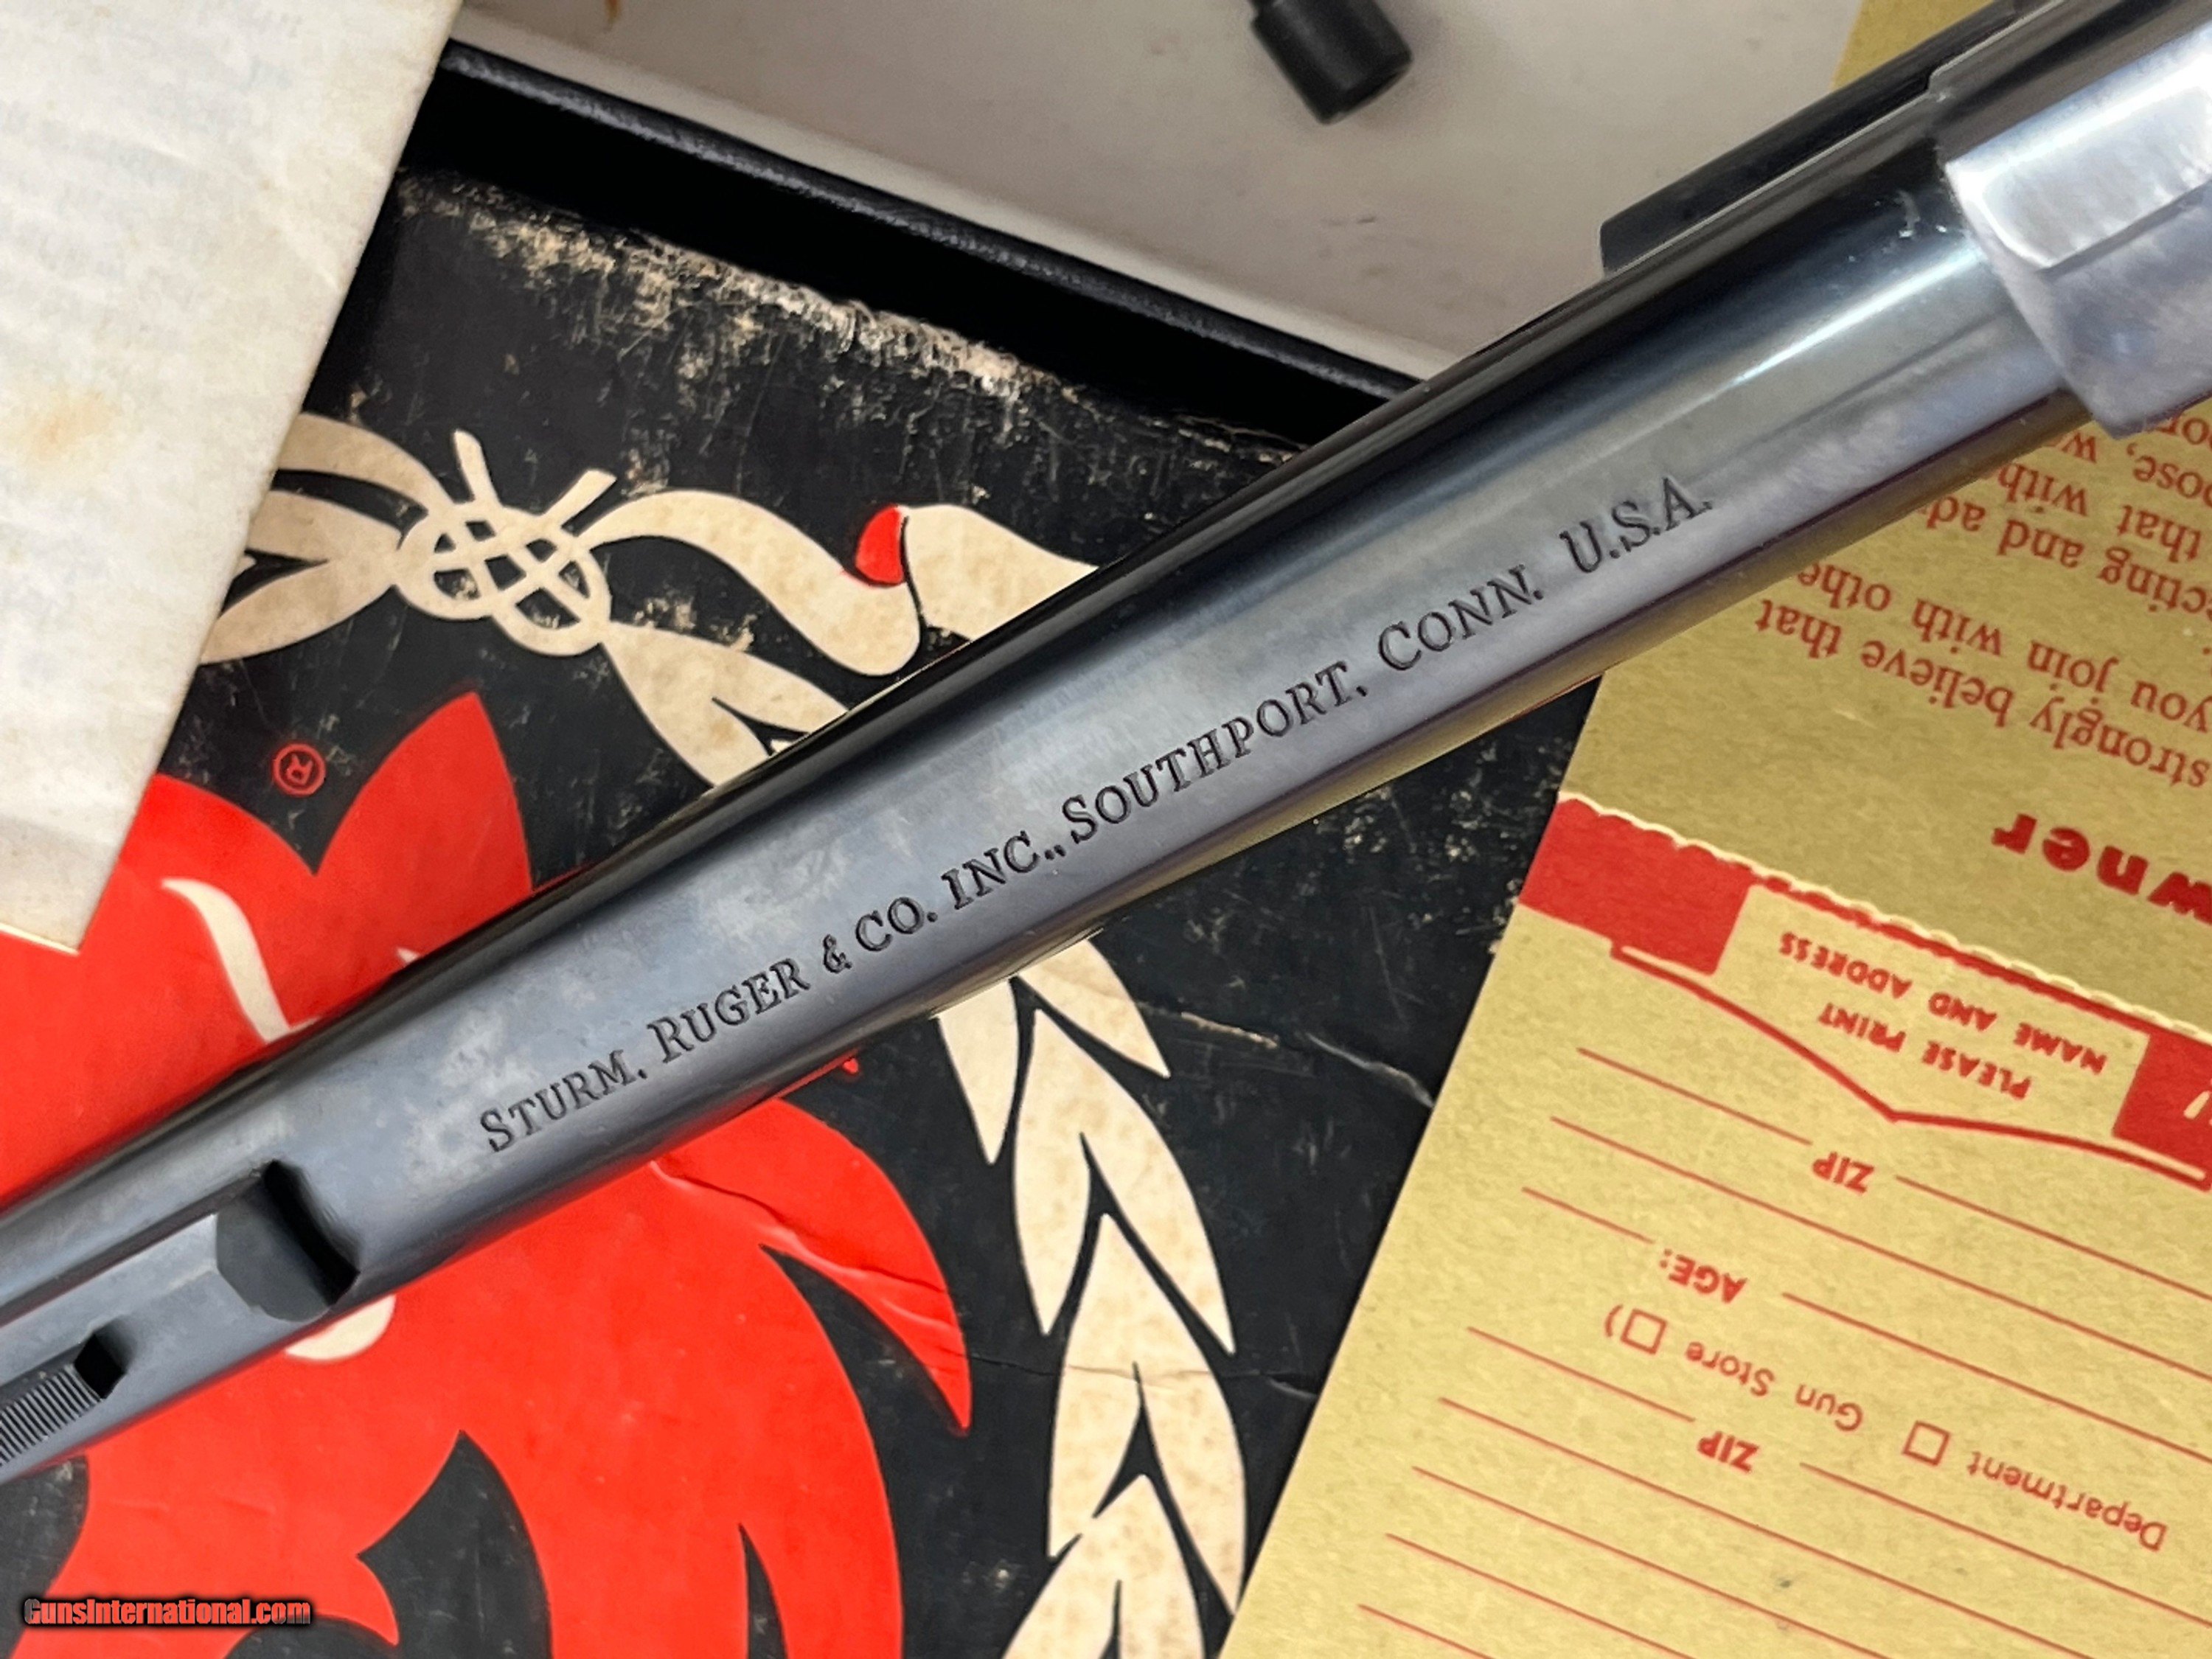 STURM, RUGER & CO. INC., SOUTHPORT, CONN. U.S.A.
®
strongly believe that
you join with othe
cting and ad
that with
ose, w
wner
PLEASE PRINT
NAME AND ADDRESS
ZIP
AGE:
Gun Store □)
Department □
ZIP
GunsInternational.com